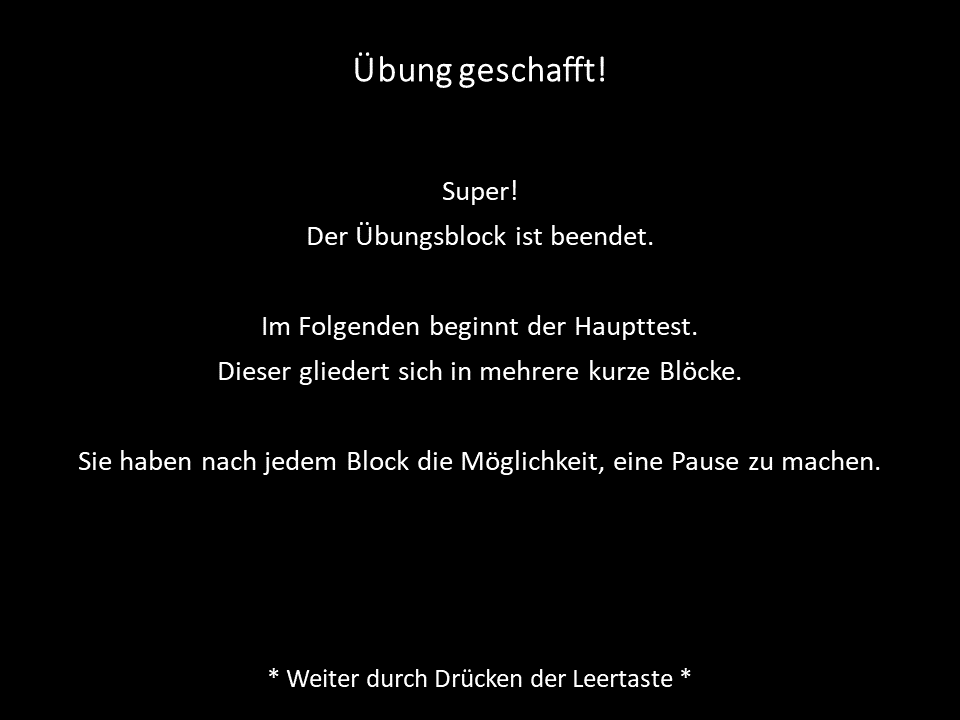 Übung geschafft!
Super!
Der Übungsblock ist beendet.
Im Folgenden beginnt der Haupttest.
Dieser gliedert sich in mehrere kurze Blöcke.
Sie haben nach jedem Block die Möglichkeit, eine Pause zu machen.
* Weiter durch Drücken der Leertaste *